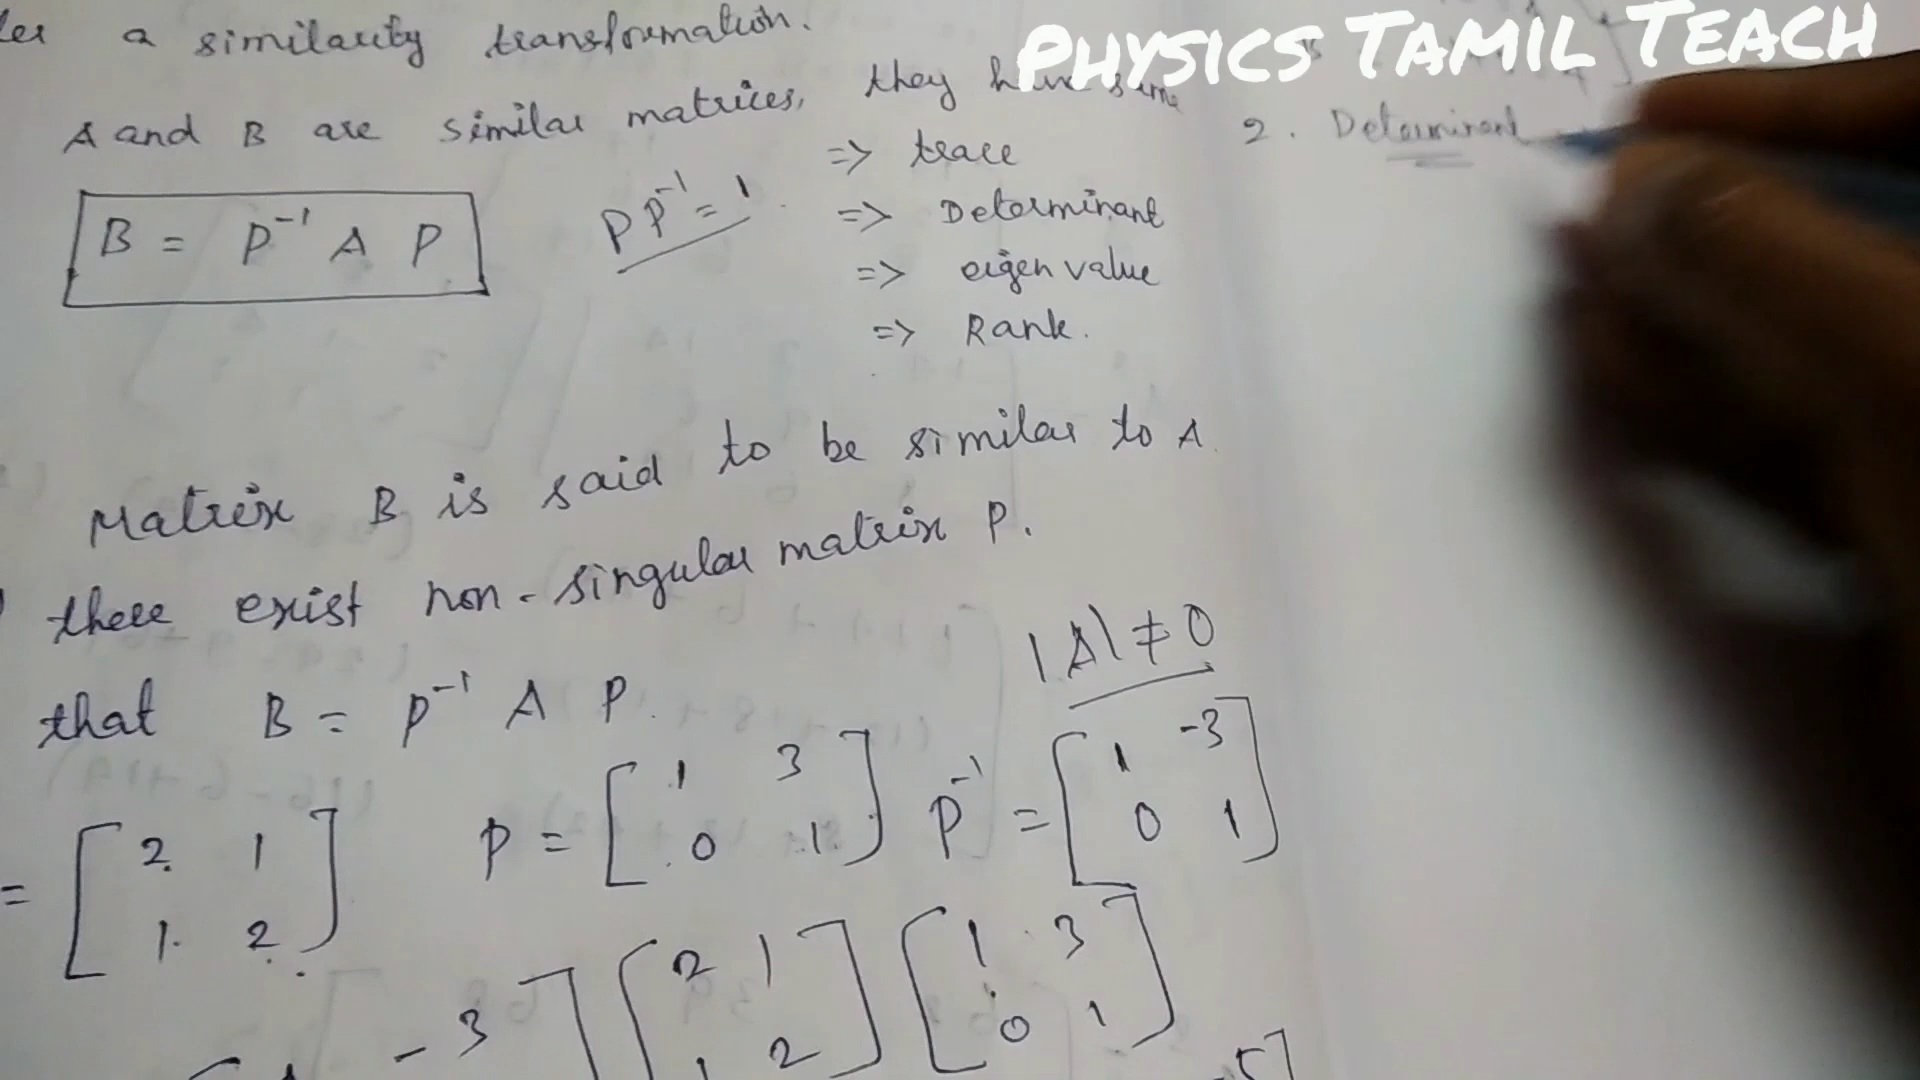 a similarity transformation.
A and B are similar matrices, they have same
=> trace
=> Determinant
=> eigen value
=> Rank.
B = P⁻¹ A P
P P⁻¹ = 1
Matrix B is said to be similar to A
there exist non-singular matrix P.
that B = P⁻¹ A P.
|A| ≠ 0
= [ 2 1
1 2 ]
P = [ 1 3
0 1 ]
P⁻¹ = [ 1 -3
0 1 ]
-3 ] [ 2 1
1 2 ] [ 1 3
0 1 ]
-5 ]
PHYSICS TAMIL TEACH
2. Determinant